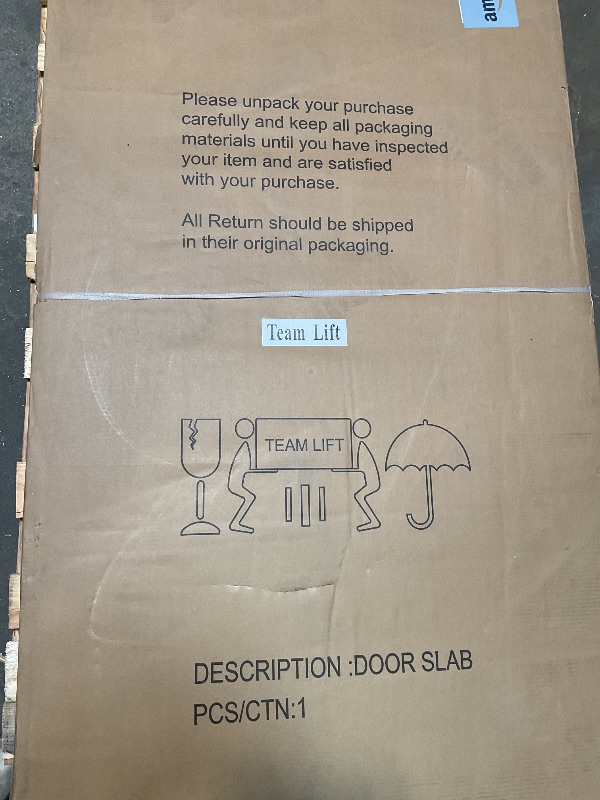 am
Please unpack your purchase
carefully and keep all packaging
materials until you have inspected
your item and are satisfied
with your purchase.
All Return should be shipped
in their original packaging.
Team Lift
TEAM LIFT
DESCRIPTION :DOOR SLAB
PCS/CTN:1